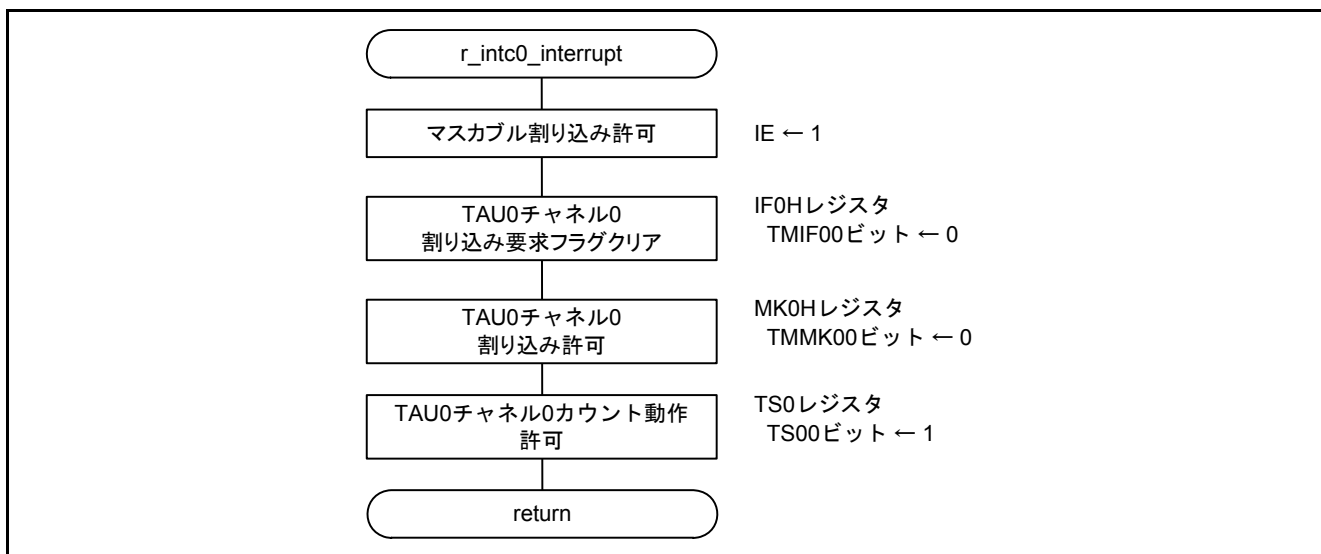 r_intc0_interrupt
マスカブル割り込み許可
IE ← 1
TAU0チャネル0
割り込み要求フラグクリア
IF0Hレジスタ
TMIF00ビット ← 0
TAU0チャネル0
割り込み許可
MK0Hレジスタ
TMMK00ビット ← 0
TAU0チャネル0カウント動作
許可
TS0レジスタ
TS00ビット ← 1
return